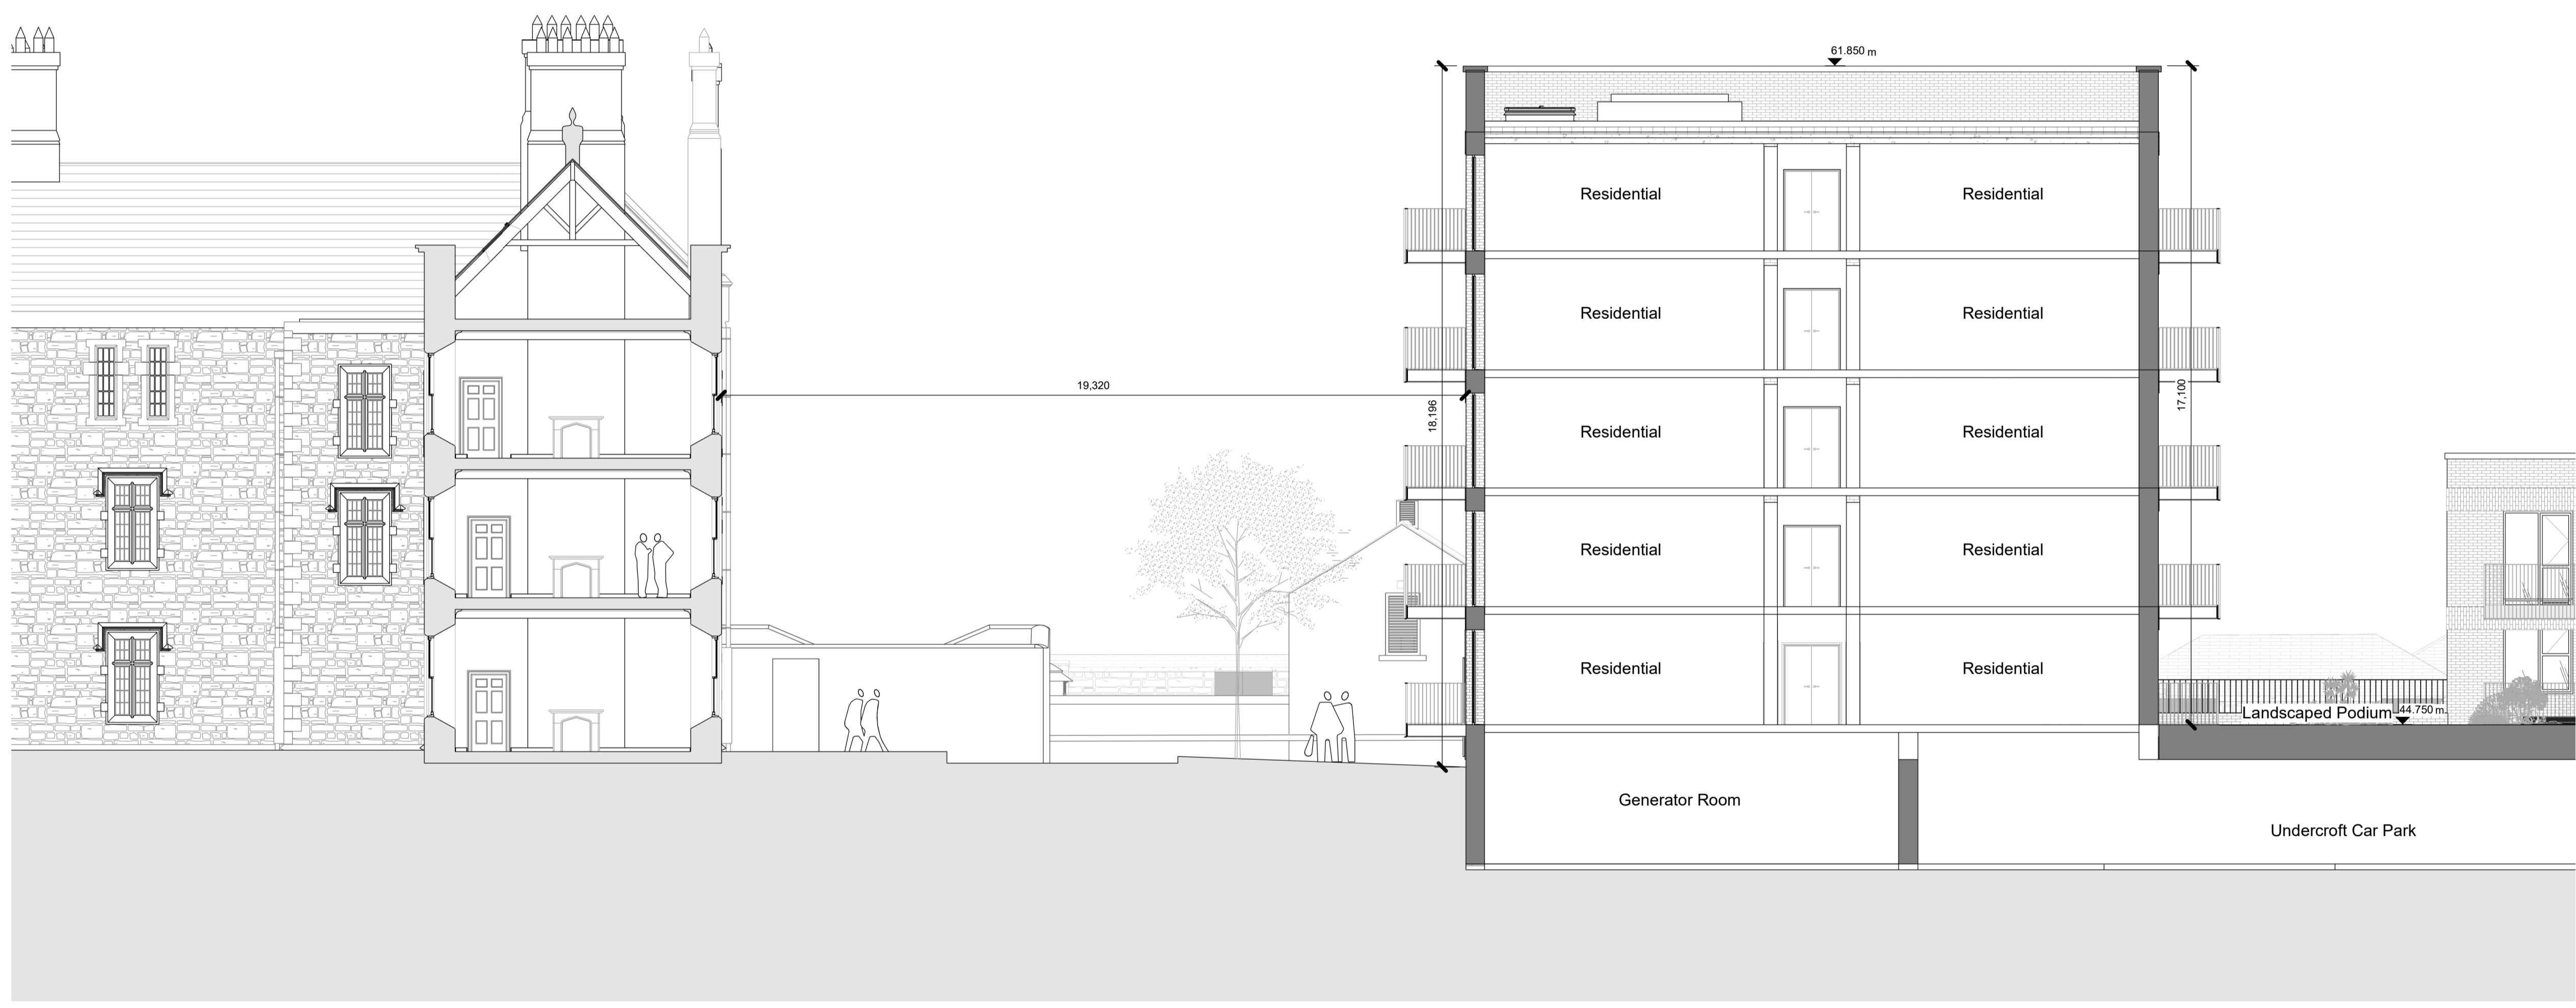 61.850 m
Residential Residential
Residential Residential
19,320
18,196
17,100
Residential Residential
Residential Residential
Residential Residential
Landscaped Podium 44.750 m
Generator Room
Undercroft Car Park